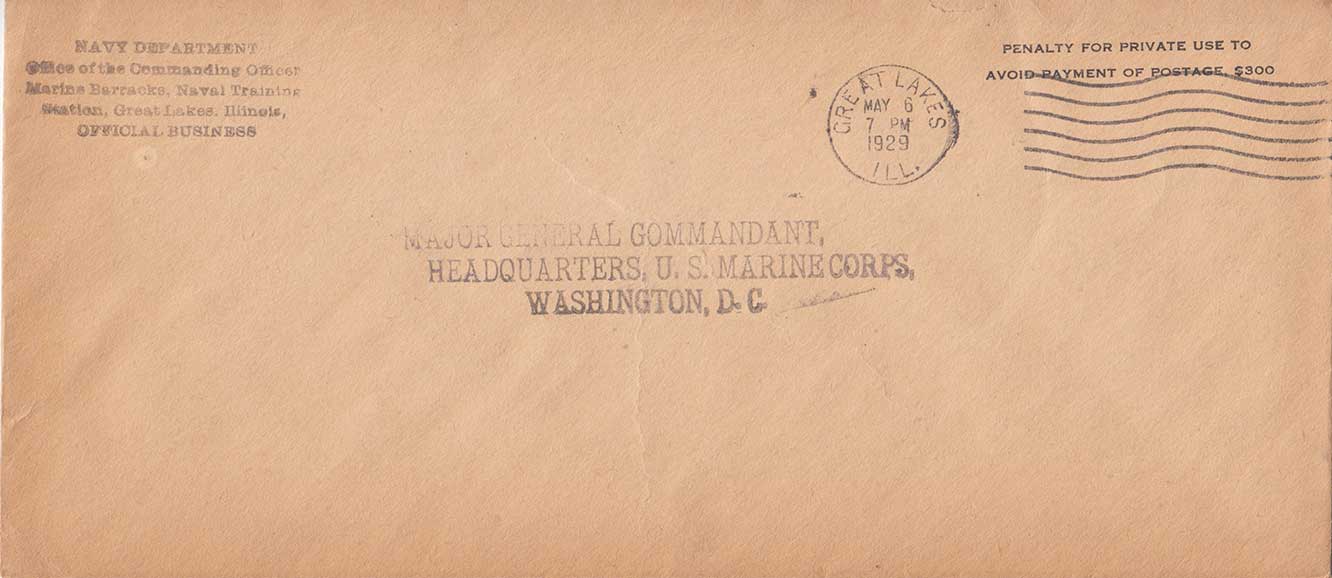 NAVY DEPARTMENT
Office of the Commanding Officer
Marine Barracks, Naval Training
Station, Great Lakes, Illinois,
OFFICIAL BUSINESS
PENALTY FOR PRIVATE USE TO
AVOID PAYMENT OF POSTAGE, $300
GREAT LAKES
MAY 6
7 PM
1929
ILL.
MAJOR GENERAL COMMANDANT,
HEADQUARTERS, U. S. MARINE CORPS,
WASHINGTON, D. C.